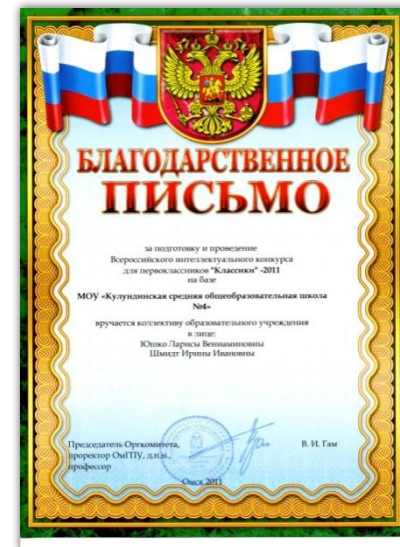 БЛАГОДАРСТВЕННОЕ
ПИСЬМО
за подготовку и проведение
Всероссийского интеллектуального конкурса
для первоклассников "Классики" -2011
на базе
МОУ «Кулундинская средняя общеобразовательная школа
№4»
вручается коллективу образовательного учреждения
в лице:
Юшко Ларисы Вениаминовны
Шмидт Ирины Ивановны
Председатель Оргкомитета,
проректор ОмГПУ, д.п.н.,
профессор
В. И. Гам
Омск 2011